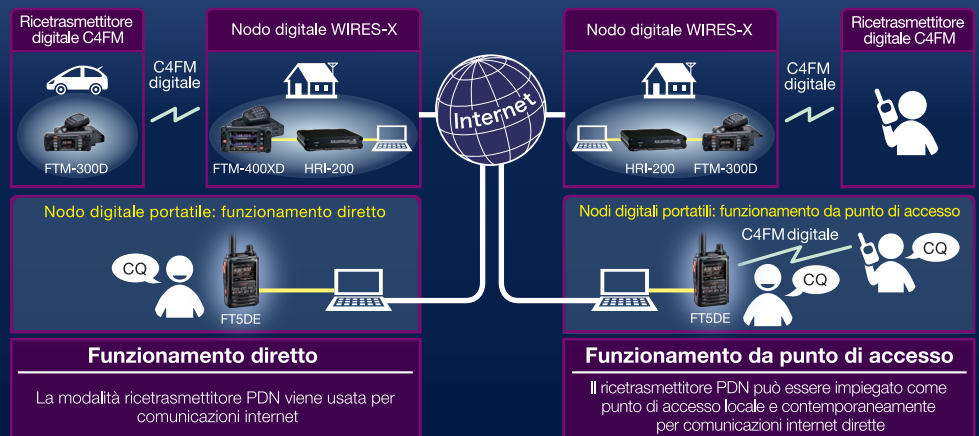 Ricetrasmettitore
digitale C4FM
Nodo digitale WIRES-X
C4FM
digitale
FTM-300D
FTM-400XD
HRI-200
Internet
Nodo digitale WIRES-X
Ricetrasmettitore
digitale C4FM
C4FM
digitale
HRI-200
FTM-300D
Nodo digitale portatile: funzionamento diretto
CQ
FT5DE
Nodi digitali portatili: funzionamento da punto di accesso
C4FM digitale
CQ
CQ
FT5DE
Funzionamento diretto
La modalità ricetrasmettitore PDN viene usata per
comunicazioni internet
Funzionamento da punto di accesso
Il ricetrasmettitore PDN può essere impiegato come
punto di accesso locale e contemporaneamente
per comunicazioni internet dirette